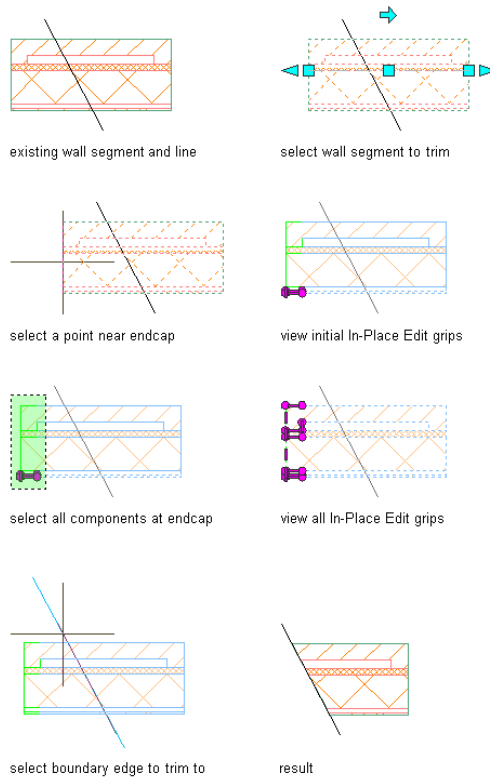 existing wall segment and line
select wall segment to trim
select a point near endcap
view initial In-Place Edit grips
select all components at endcap
view all In-Place Edit grips
select boundary edge to trim to
result